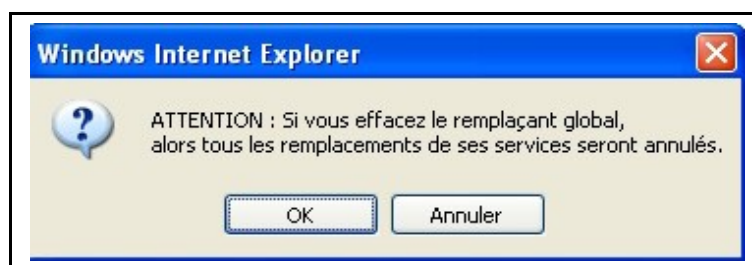 Windows Internet Explorer
ATTENTION : Si vous effacez le remplaçant global,
alors tous les remplacements de ses services seront annulés.
OK
Annuler